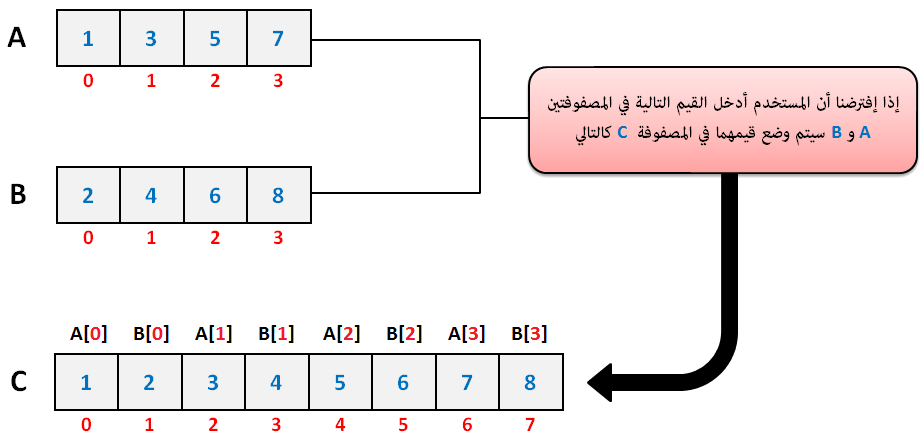 A
1 3 5 7
0 1 2 3
إذا إفترضنا أن المستخدم أدخل القيم التالية في المصفوفتين
A و B سيتم وضع قيمهما في المصفوفة C كالتالي
B
2 4 6 8
0 1 2 3
A[0] B[0] A[1] B[1] A[2] B[2] A[3] B[3]
C
1 2 3 4 5 6 7 8
0 1 2 3 4 5 6 7